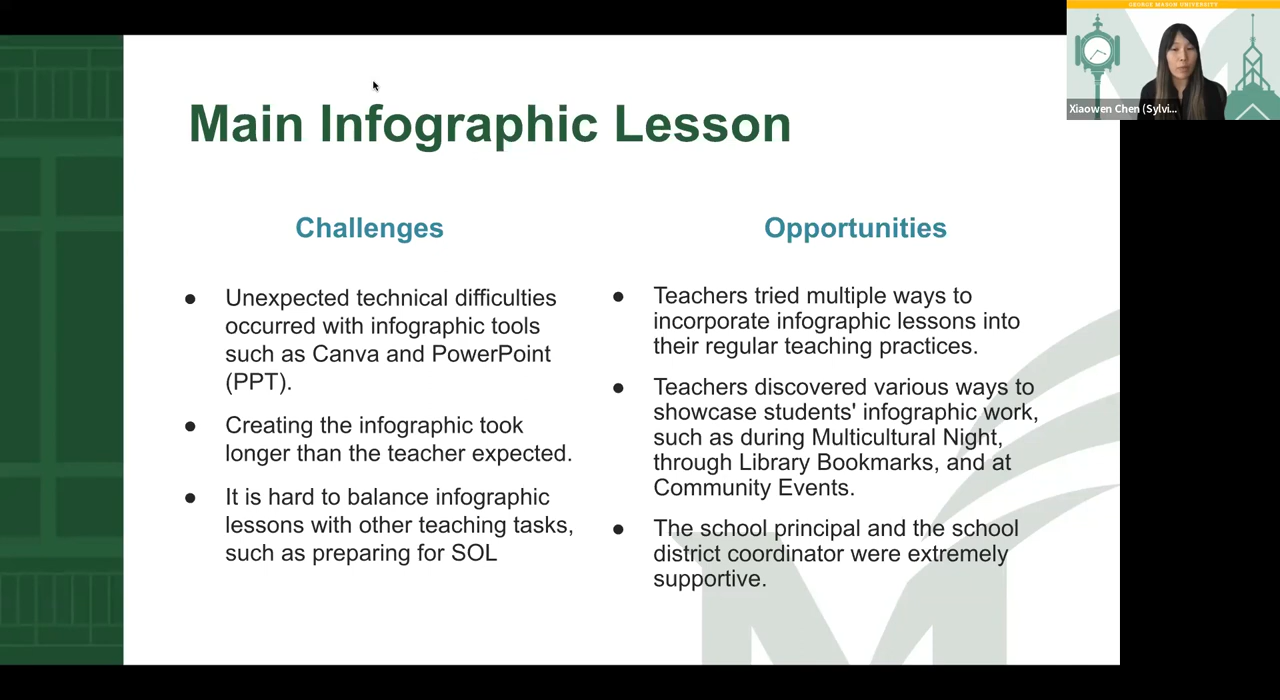 GEORGE MASON UNIVERSITY
Xiaowen Chen (Sylvi...
Main Infographic Lesson
Challenges
● Unexpected technical difficulties
occurred with infographic tools
such as Canva and PowerPoint
(PPT).
● Creating the infographic took
longer than the teacher expected.
● It is hard to balance infographic
lessons with other teaching tasks,
such as preparing for SOL
Opportunities
● Teachers tried multiple ways to
incorporate infographic lessons into
their regular teaching practices.
● Teachers discovered various ways to
showcase students' infographic work,
such as during Multicultural Night,
through Library Bookmarks, and at
Community Events.
● The school principal and the school
district coordinator were extremely
supportive.